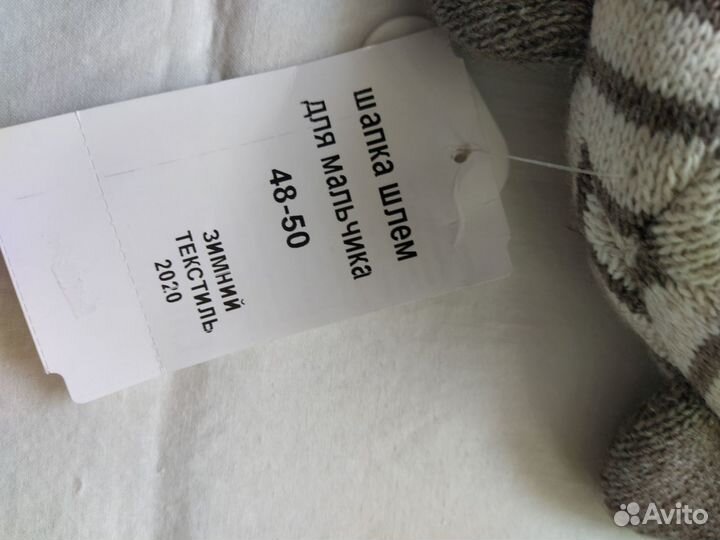 шапка шлем
для мальчика
48-50
ЗИМНИЙ
ТЕКСТИЛЬ
2020
Avito